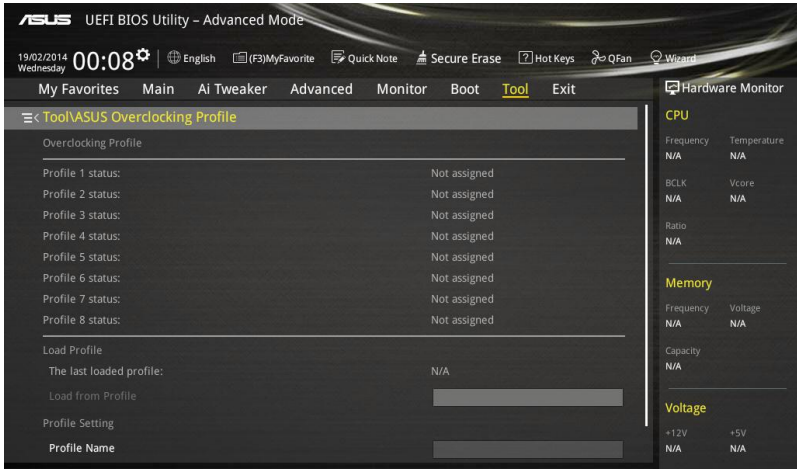 ASUS UEFI BIOS Utility – Advanced Mode
19/02/2014
Wednesday
00:08
English
(F3)MyFavorite
Quick Note
Secure Erase
? Hot Keys
QFan
Wizard
My Favorites Main Ai Tweaker Advanced Monitor Boot Tool Exit
Tool\ASUS Overclocking Profile
Overclocking Profile
Profile 1 status: Not assigned
Profile 2 status: Not assigned
Profile 3 status: Not assigned
Profile 4 status: Not assigned
Profile 5 status: Not assigned
Profile 6 status: Not assigned
Profile 7 status: Not assigned
Profile 8 status: Not assigned
Load Profile
The last loaded profile: N/A
Load from Profile
Profile Setting
Profile Name
Hardware Monitor
CPU
Frequency Temperature
N/A N/A
BCLK Vcore
N/A N/A
Ratio
N/A
Memory
Frequency Voltage
N/A N/A
Capacity
N/A
Voltage
+12V +5V
N/A N/A